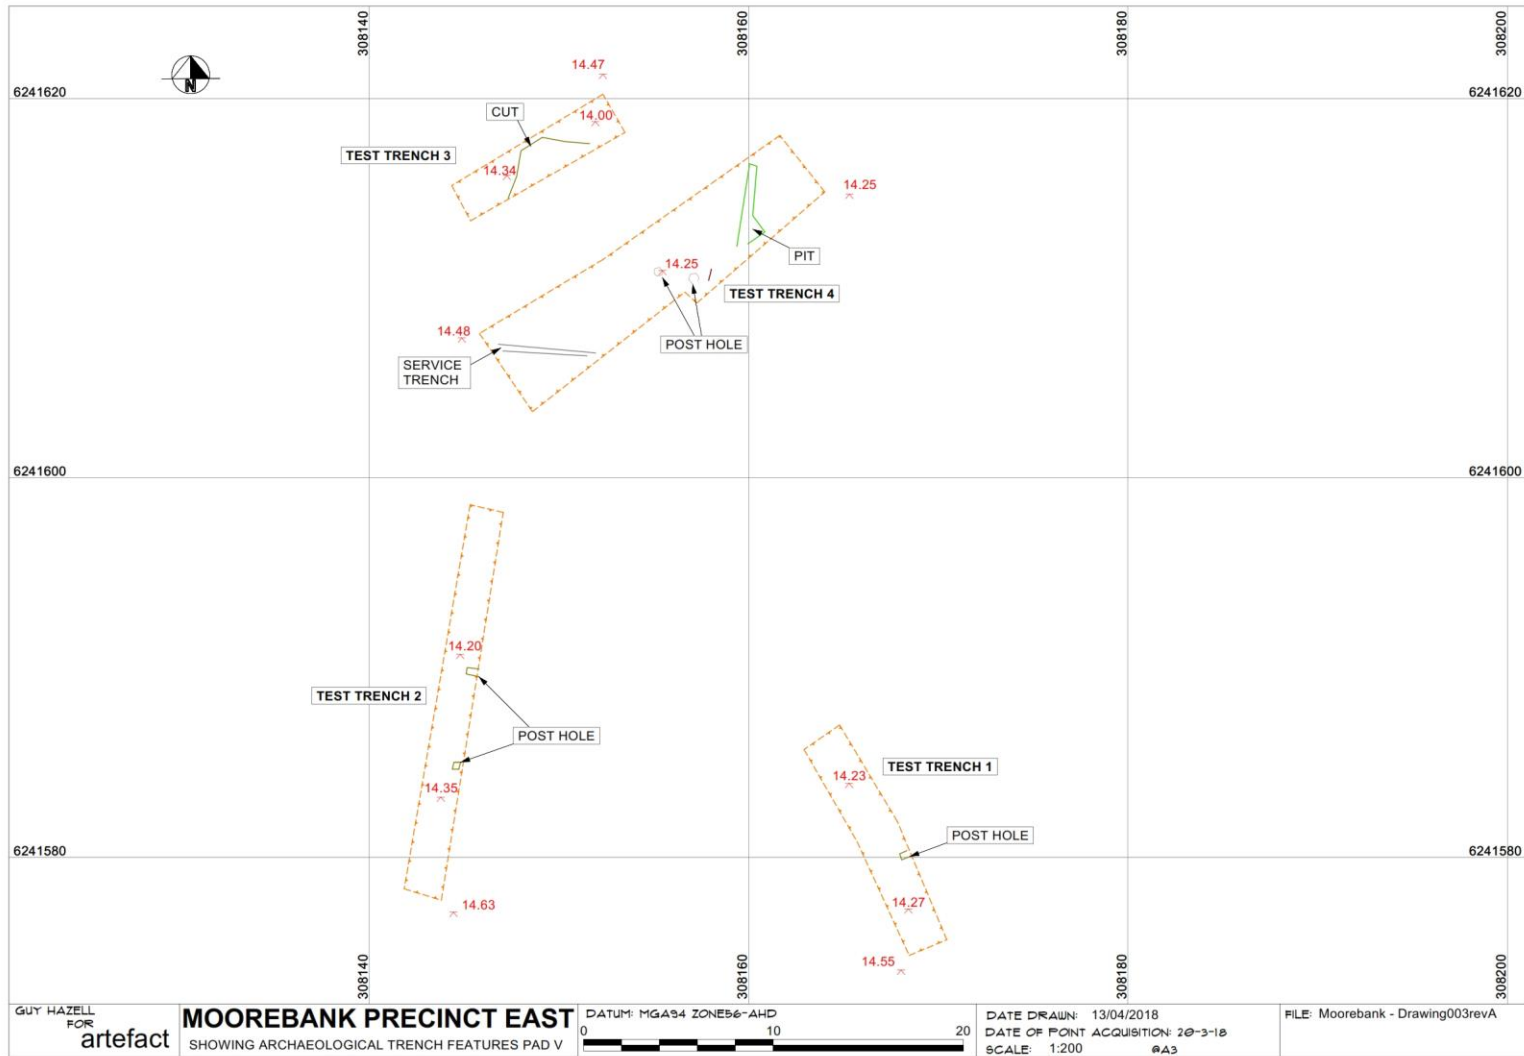 308140
308160
308180
308200
6241620
6241620
14.47
CUT
14.00
TEST TRENCH 3
14.34
14.25
PIT
14.25
TEST TRENCH 4
14.48
POST HOLE
SERVICE
TRENCH
6241600
6241600
14.20
TEST TRENCH 2
POST HOLE
14.35
14.23
TEST TRENCH 1
POST HOLE
6241580
6241580
14.63
14.27
14.55
308140
308160
308180
308200
N
GUY HAZELL
FOR
artefact
MOOREBANK PRECINCT EAST
SHOWING ARCHAEOLOGICAL TRENCH FEATURES PAD V
DATUM: MGA94 ZONE56-AHD
0 10 20
DATE DRAWN: 13/04/2018
DATE OF POINT ACQUISITION: 20-3-18
SCALE: 1:200 @A3
FILE: Moorebank - Drawing003revA